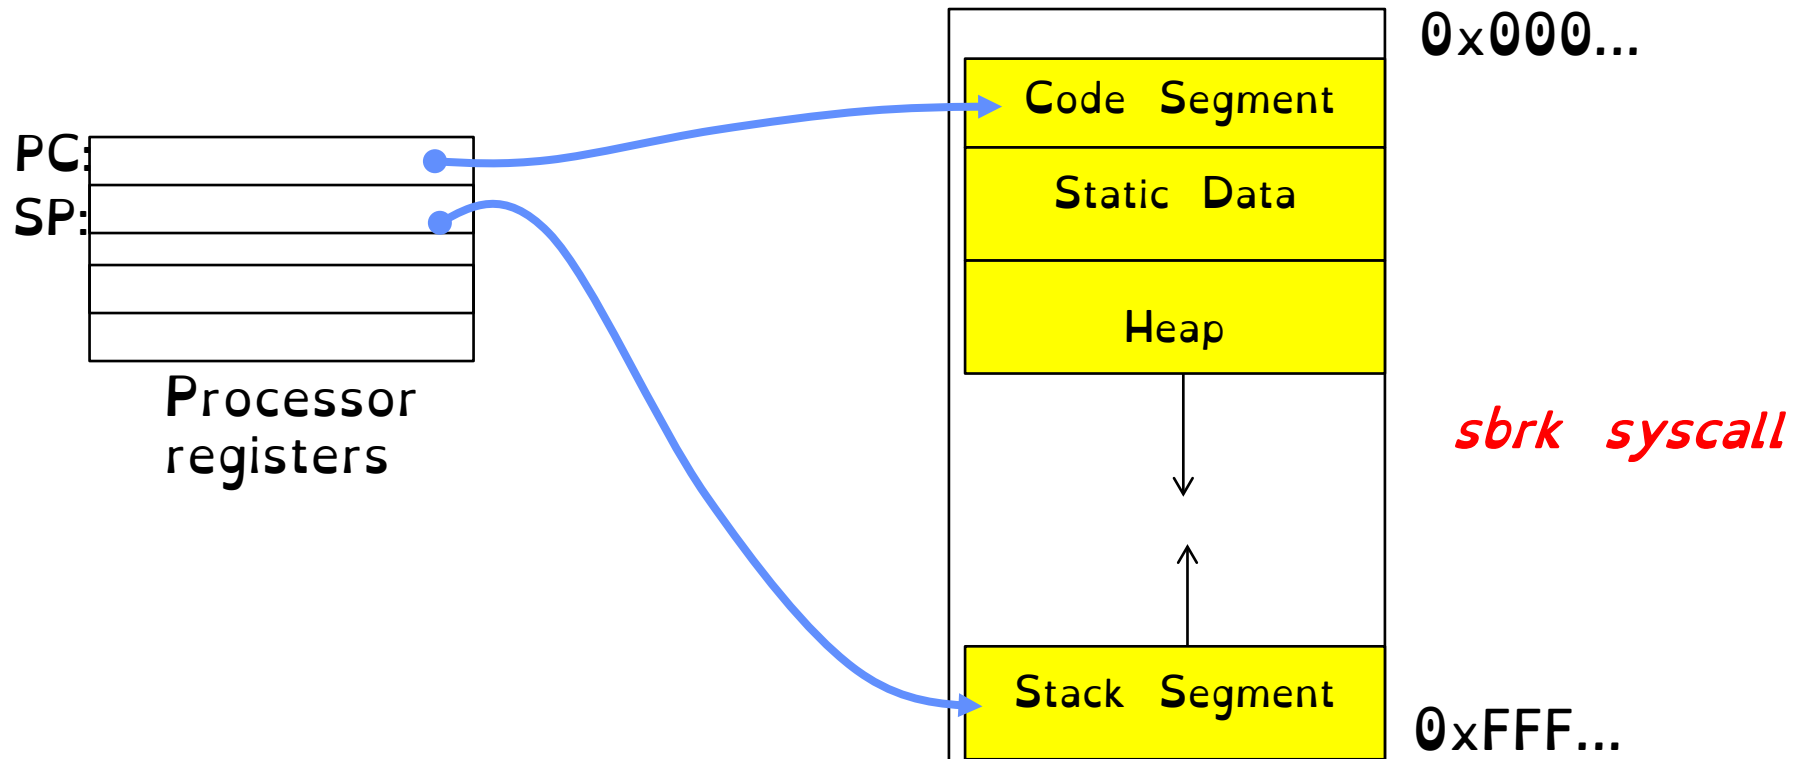 0x000...
Code Segment
PC:
Static Data
SP:
Heap
Processor
registers
sbrk syscall
Stack Segment
0xFFF...